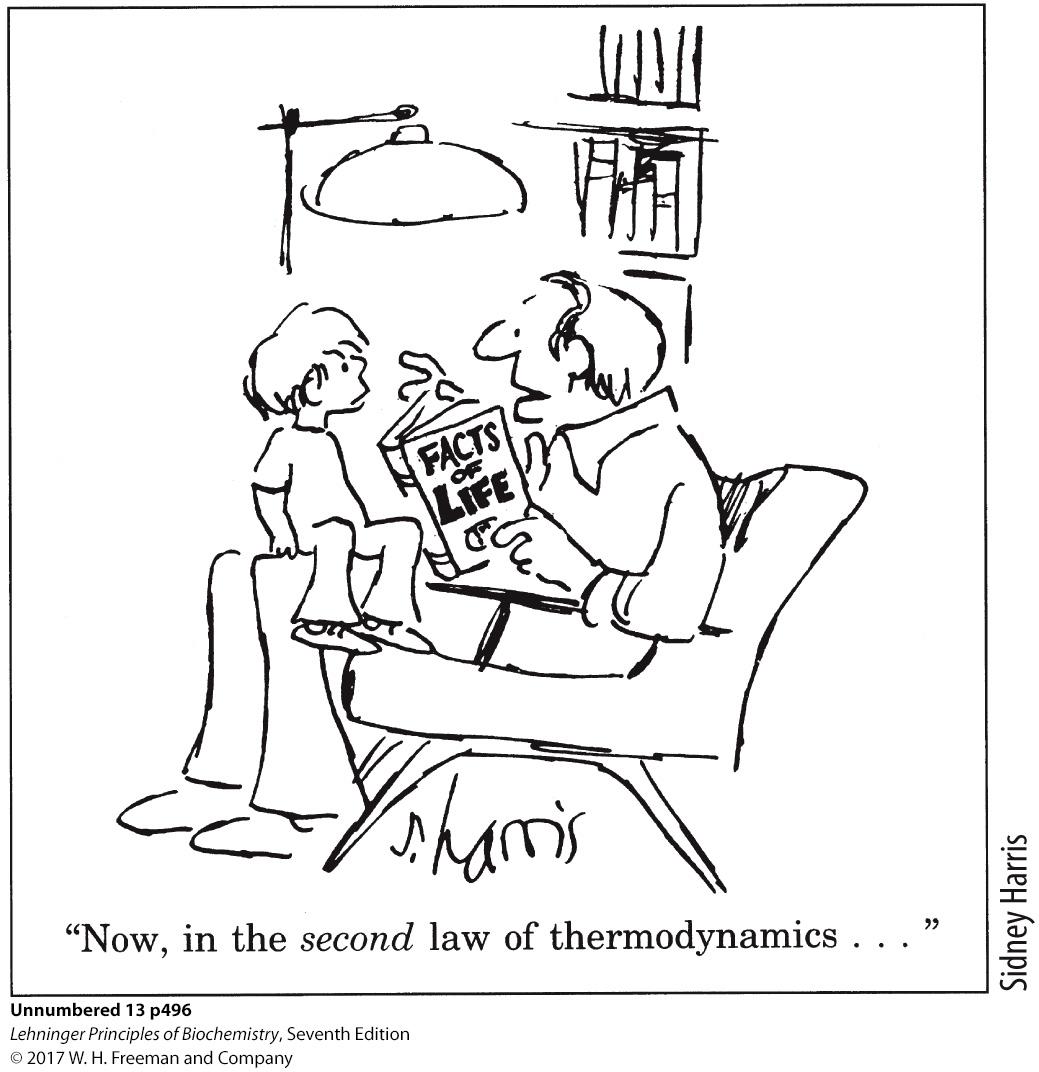 FACTS
OF
LIFE
s. harris
“Now, in the second law of thermodynamics . . . ”
Sidney Harris
Unnumbered 13 p496
Lehninger Principles of Biochemistry, Seventh Edition
© 2017 W. H. Freeman and Company